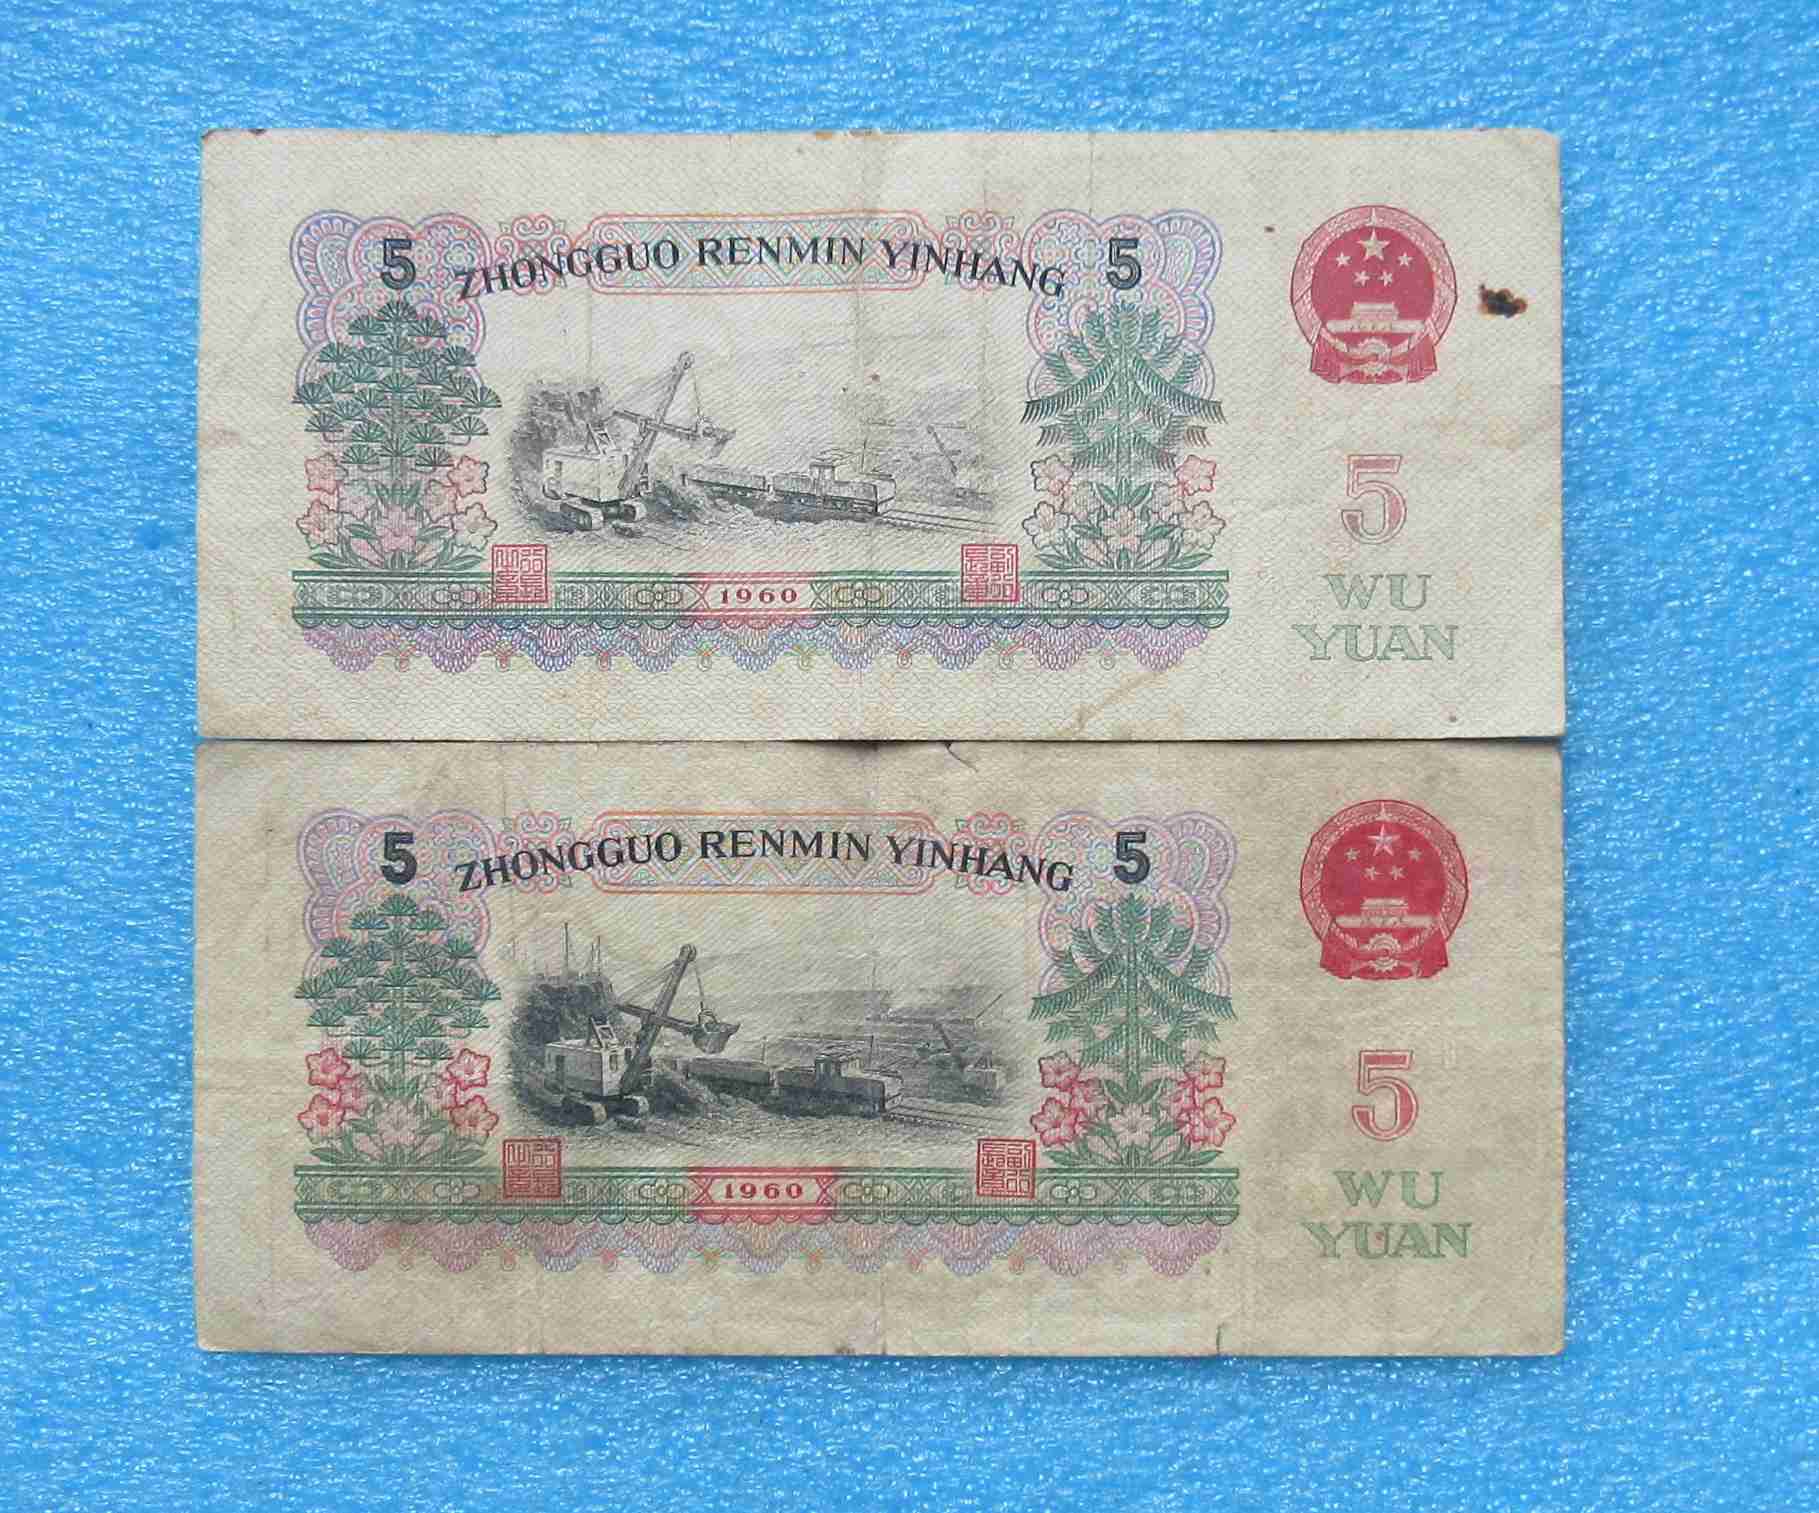 5 ZHONGGUO RENMIN YINHANG 5
5
WU
YUAN
1960
5 ZHONGGUO RENMIN YINHANG 5
5
WU
YUAN
1960